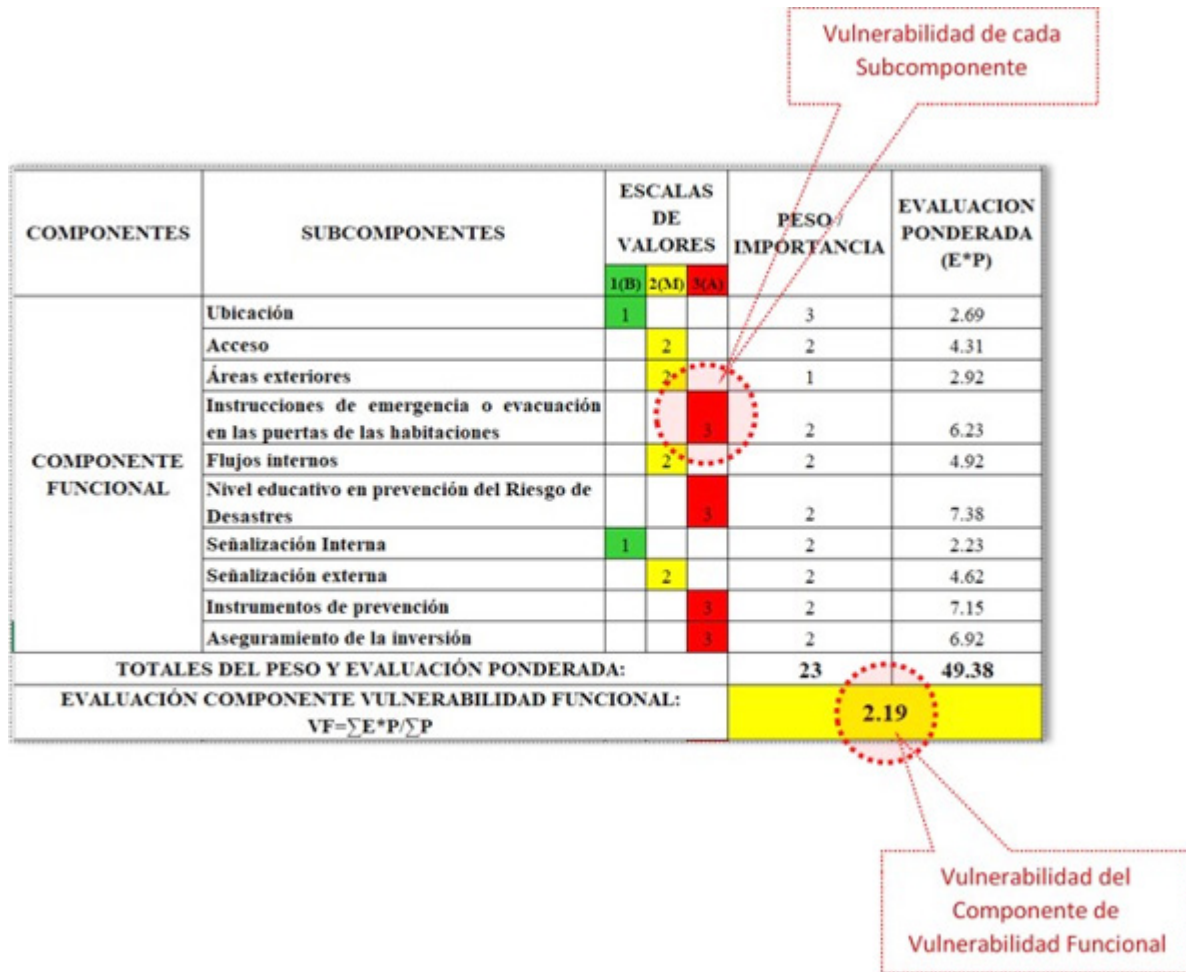 Vulnerabilidad de cada
Subcomponente
COMPONENTES
SUBCOMPONENTES
ESCALAS
DE
VALORES
PESO /
IMPORTANCIA
EVALUACION
PONDERADA
(E*P)
1(B) 2(M) 3(A)
COMPONENTE
FUNCIONAL
Ubicación 1 3 2.69
Acceso 2 2 4.31
Áreas exteriores 2 1 2.92
Instrucciones de emergencia o evacuación
en las puertas de las habitaciones 3 2 6.23
Flujos internos 2 2 4.92
Nivel educativo en prevención del Riesgo de
Desastres 3 2 7.38
Señalización Interna 1 2 2.23
Señalización externa 2 2 4.62
Instrumentos de prevención 3 2 7.15
Aseguramiento de la inversión 3 2 6.92
TOTALES DEL PESO Y EVALUACIÓN PONDERADA: 23 49.38
EVALUACIÓN COMPONENTE VULNERABILIDAD FUNCIONAL:
VF=∑E*P/∑P
2.19
Vulnerabilidad del
Componente de
Vulnerabilidad Funcional